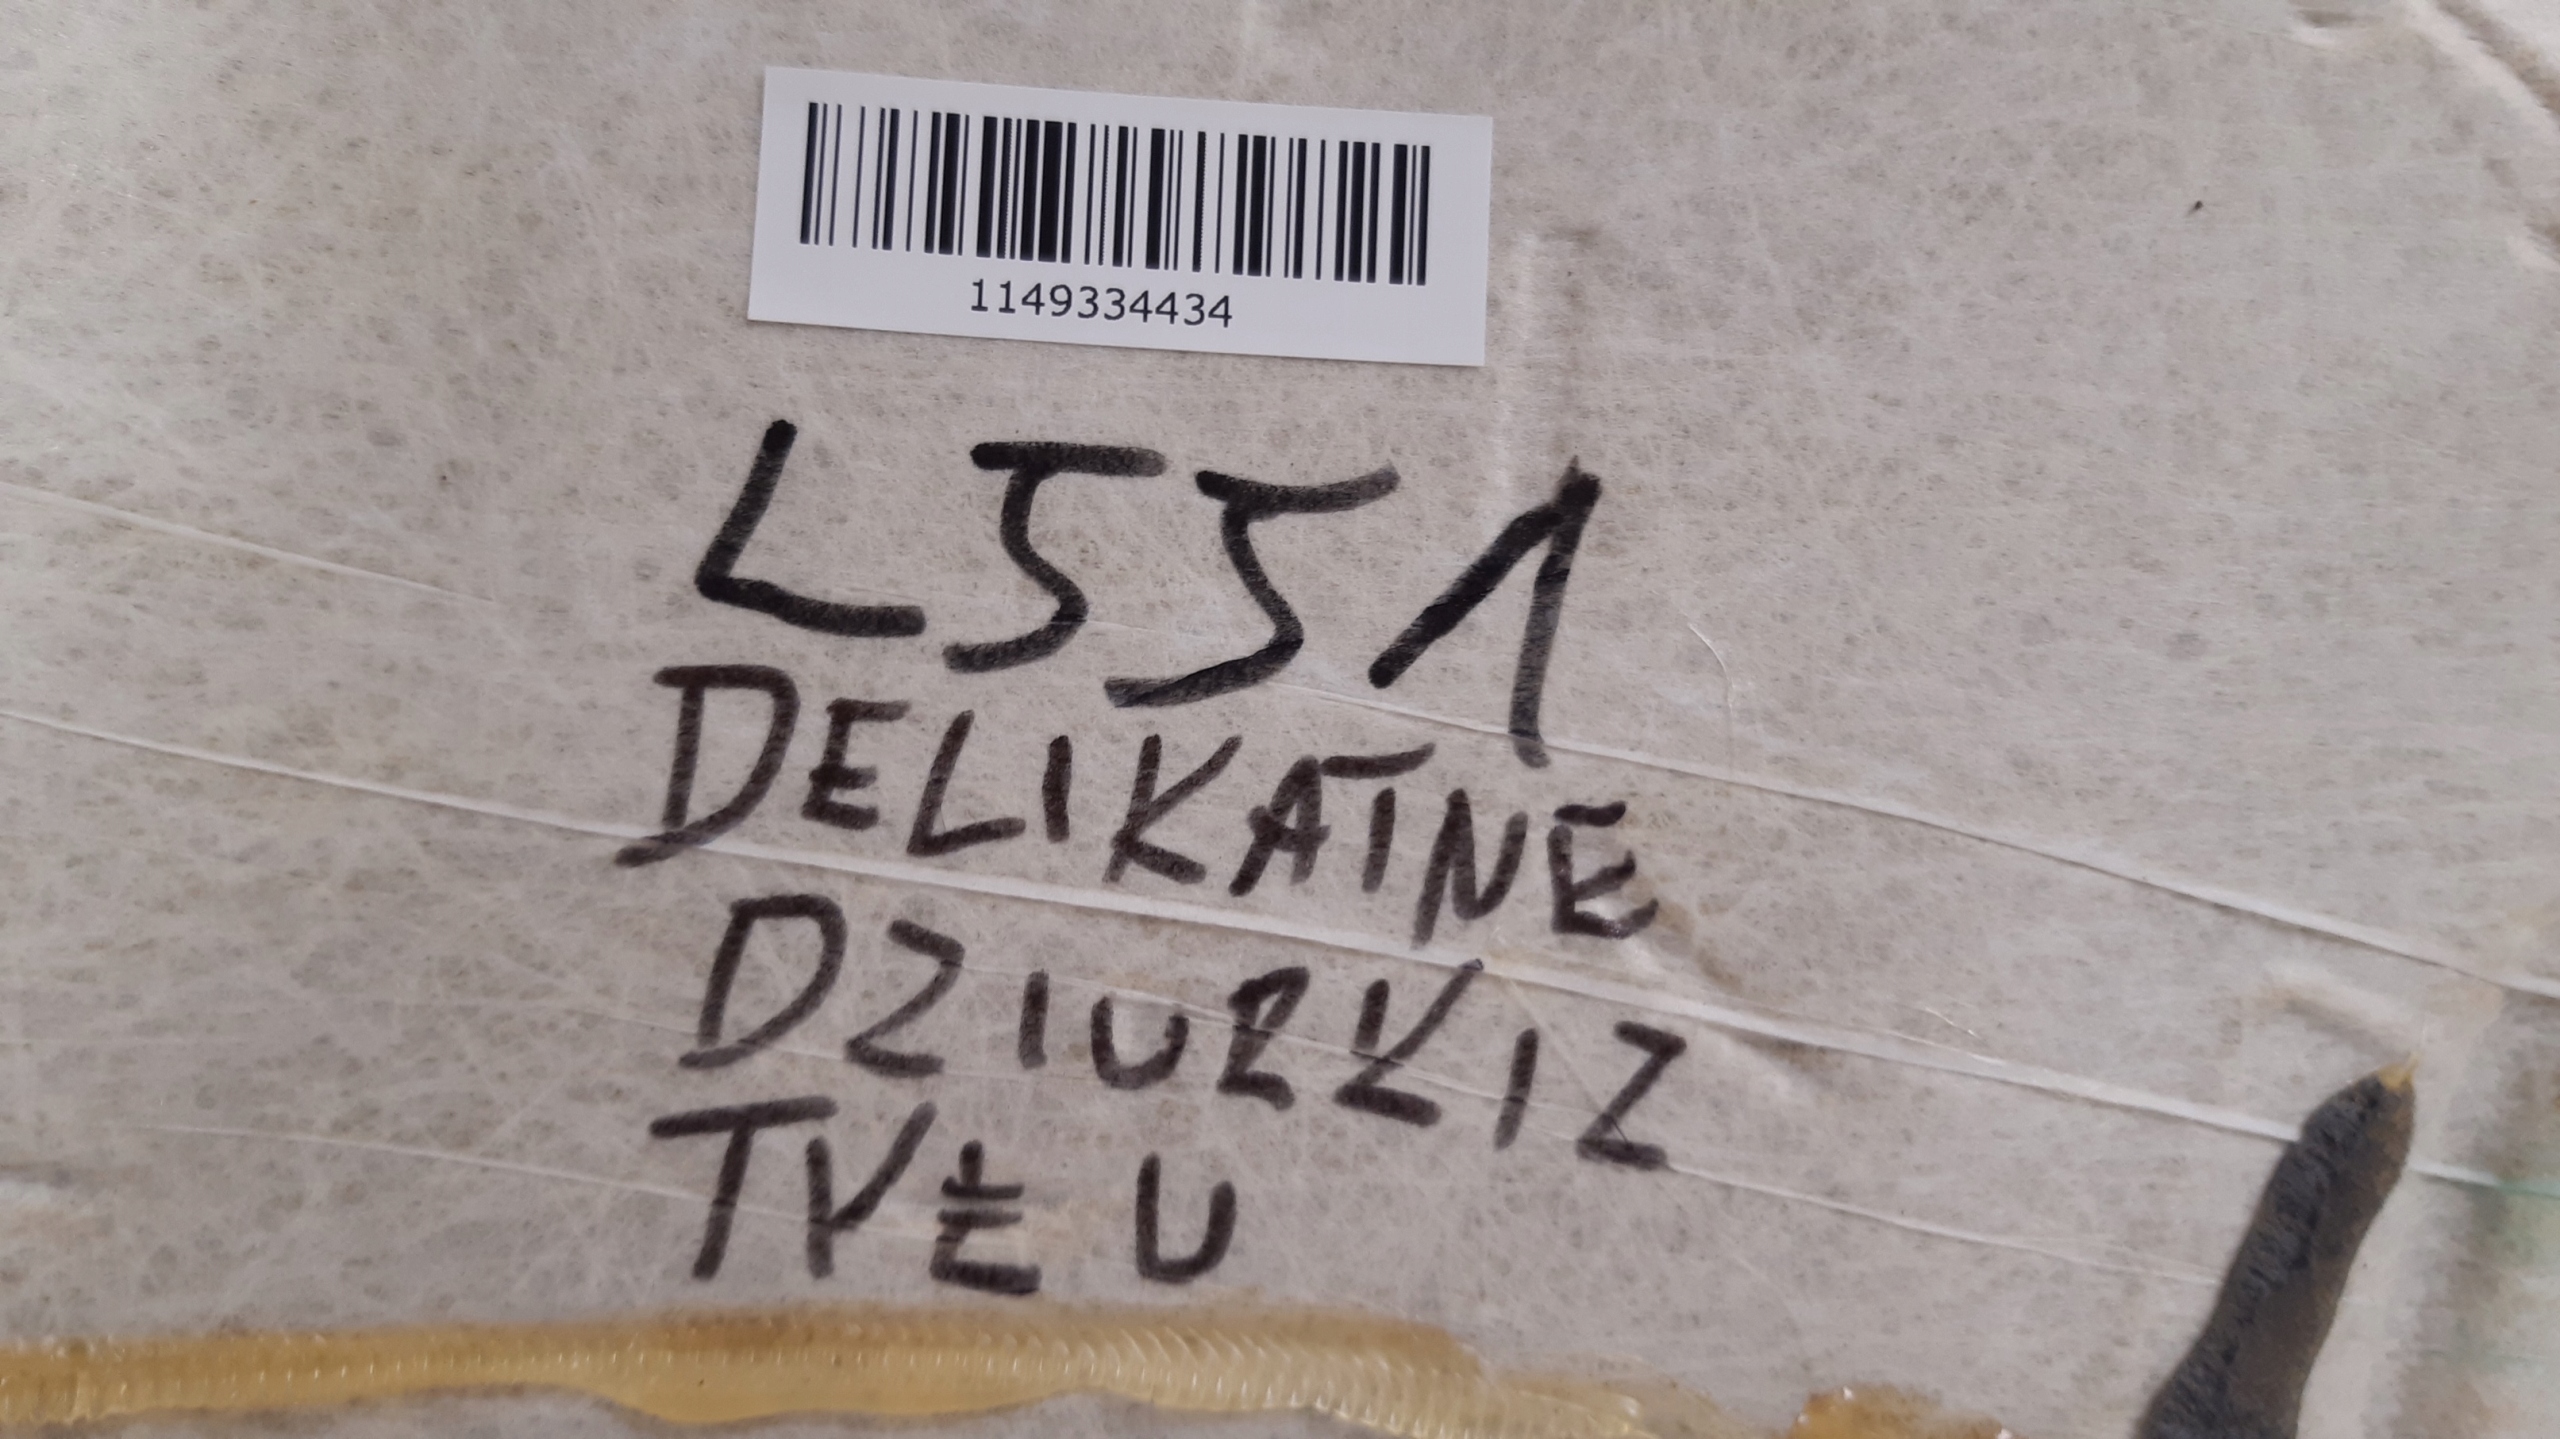 1149334434
L551
DELIKATNE
DZIURKI Z
TYŁU